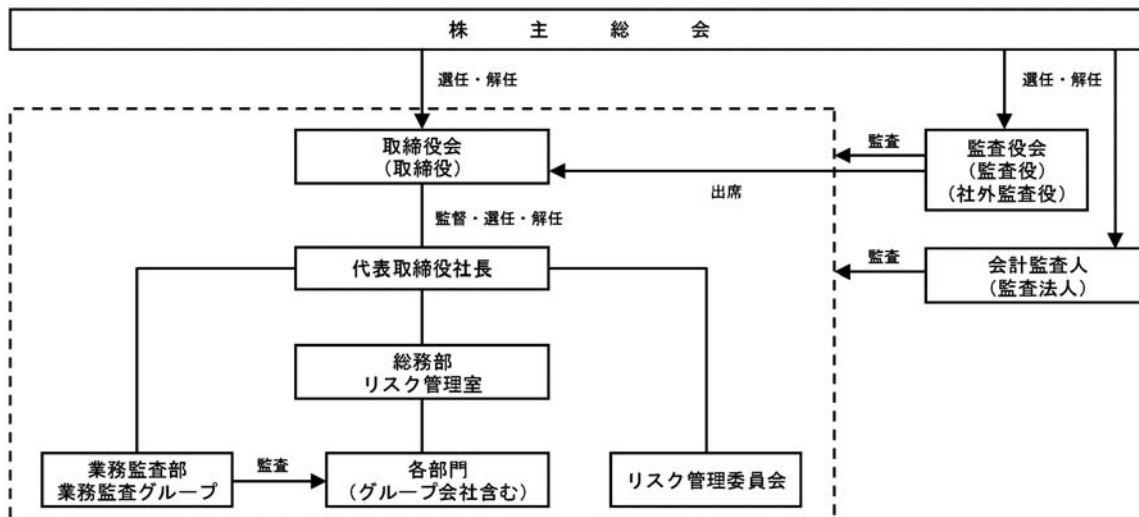 株主総会
選任・解任
選任・解任
取締役会
（取締役）
監査
出席
監査役会
（監査役）
（社外監査役）
監督・選任・解任
代表取締役社長
監査
会計監査人
（監査法人）
総務部
リスク管理室
業務監査部
業務監査グループ
監査
各部門
（グループ会社含む）
リスク管理委員会